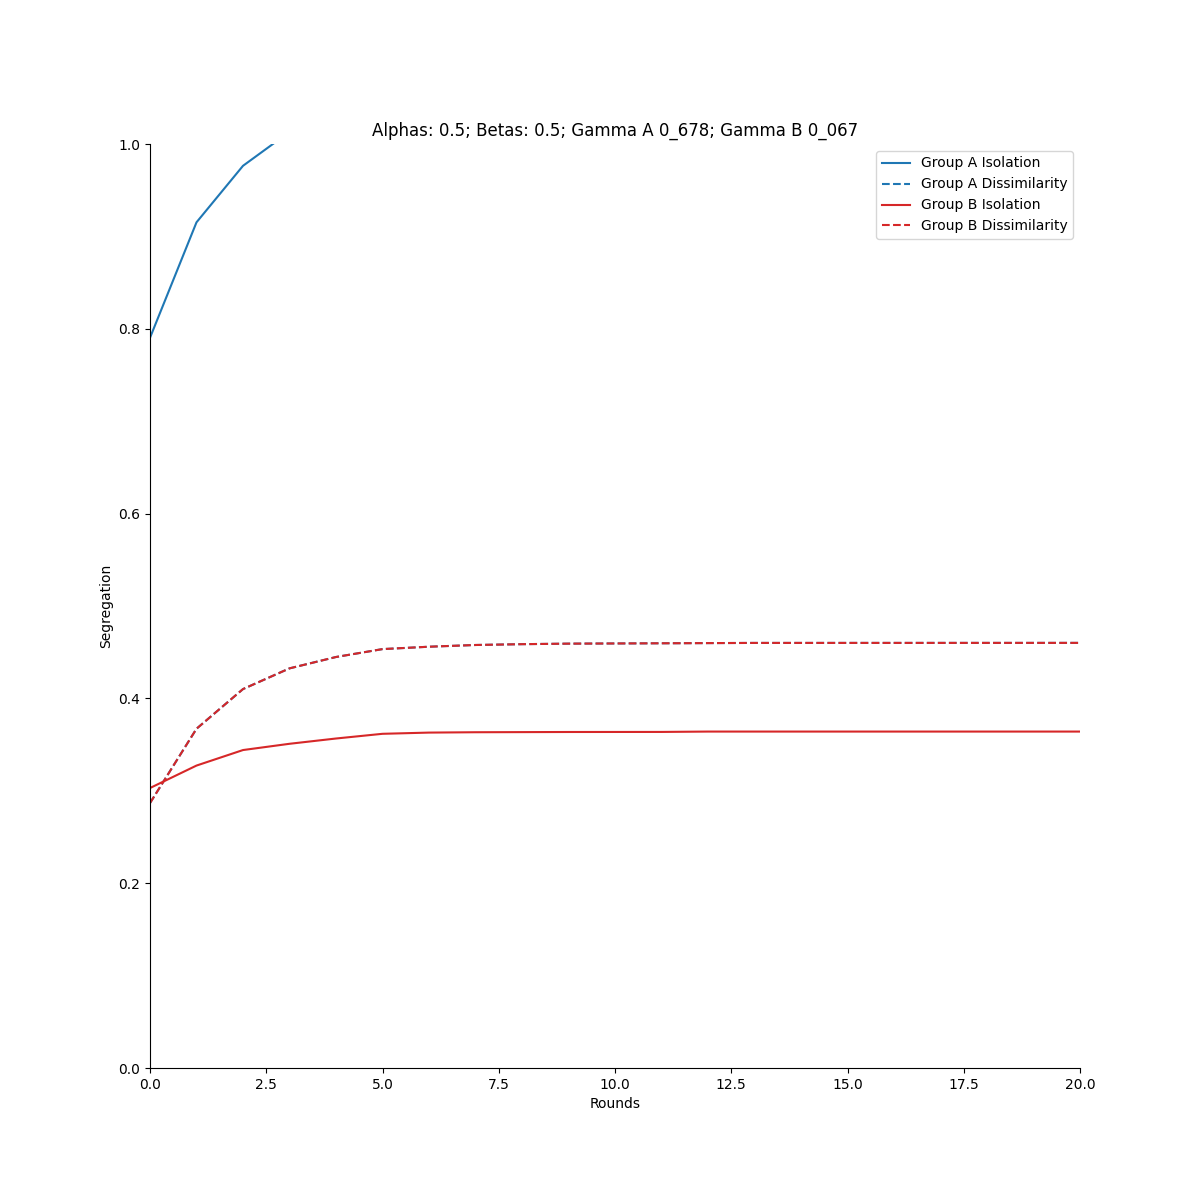 Alphas: 0.5; Betas: 0.5; Gamma A 0_678; Gamma B 0_067
Group A Isolation
Group A Dissimilarity
Group B Isolation
Group B Dissimilarity
1.0
0.8
0.6
0.4
0.2
0.0
Segregation
0.0 2.5 5.0 7.5 10.0 12.5 15.0 17.5 20.0
Rounds